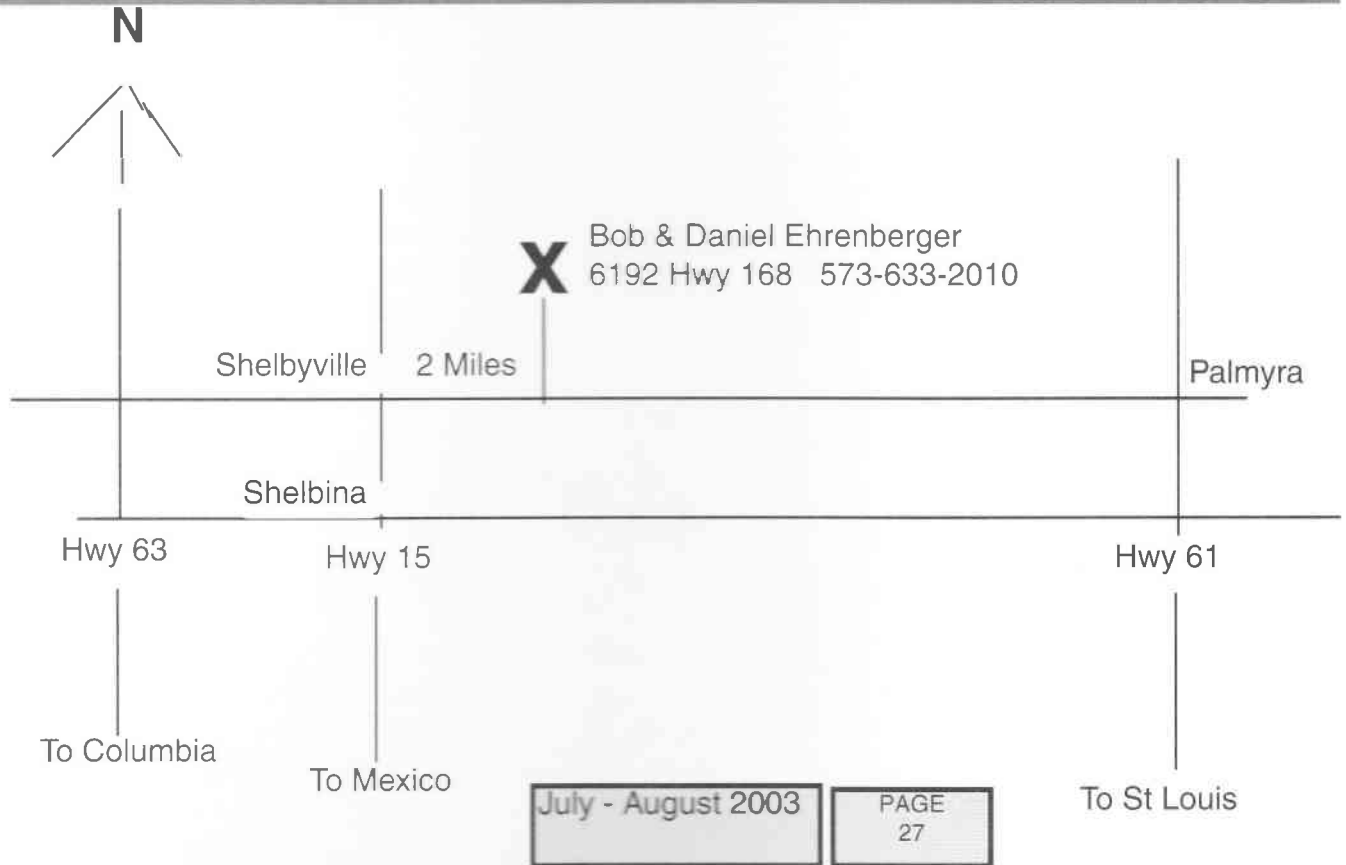 N
Bob & Daniel Ehrenberger
6192 Hwy 168 573-633-2010
Shelbyville 2 Miles
Palmyra
Shelbina
Hwy 63
Hwy 15
Hwy 61
To Columbia
To Mexico
To St Louis
X
July - August 2003
PAGE
27